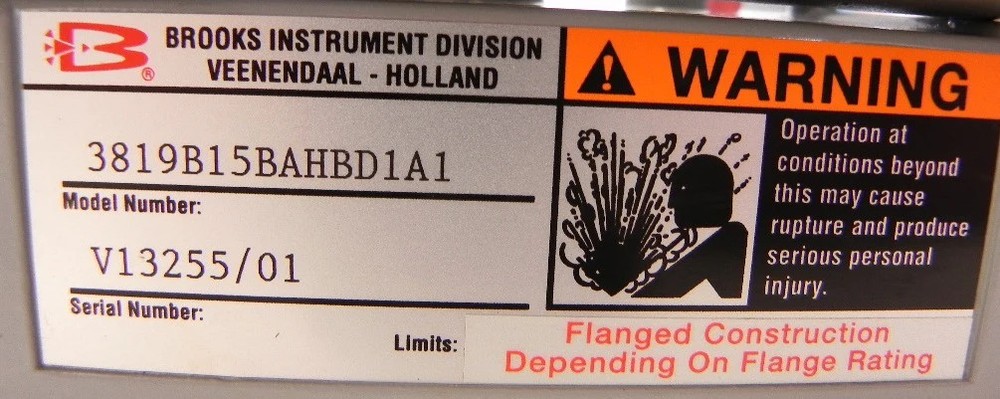 B ®
BROOKS INSTRUMENT DIVISION
VEENENDAAL - HOLLAND
3819B15BAHBD1A1
Model Number:
V13255/01
Serial Number:
WARNING
Operation at
conditions beyond
this may cause
rupture and produce
serious personal
injury.
Limits:
Flanged Construction
Depending On Flange Rating